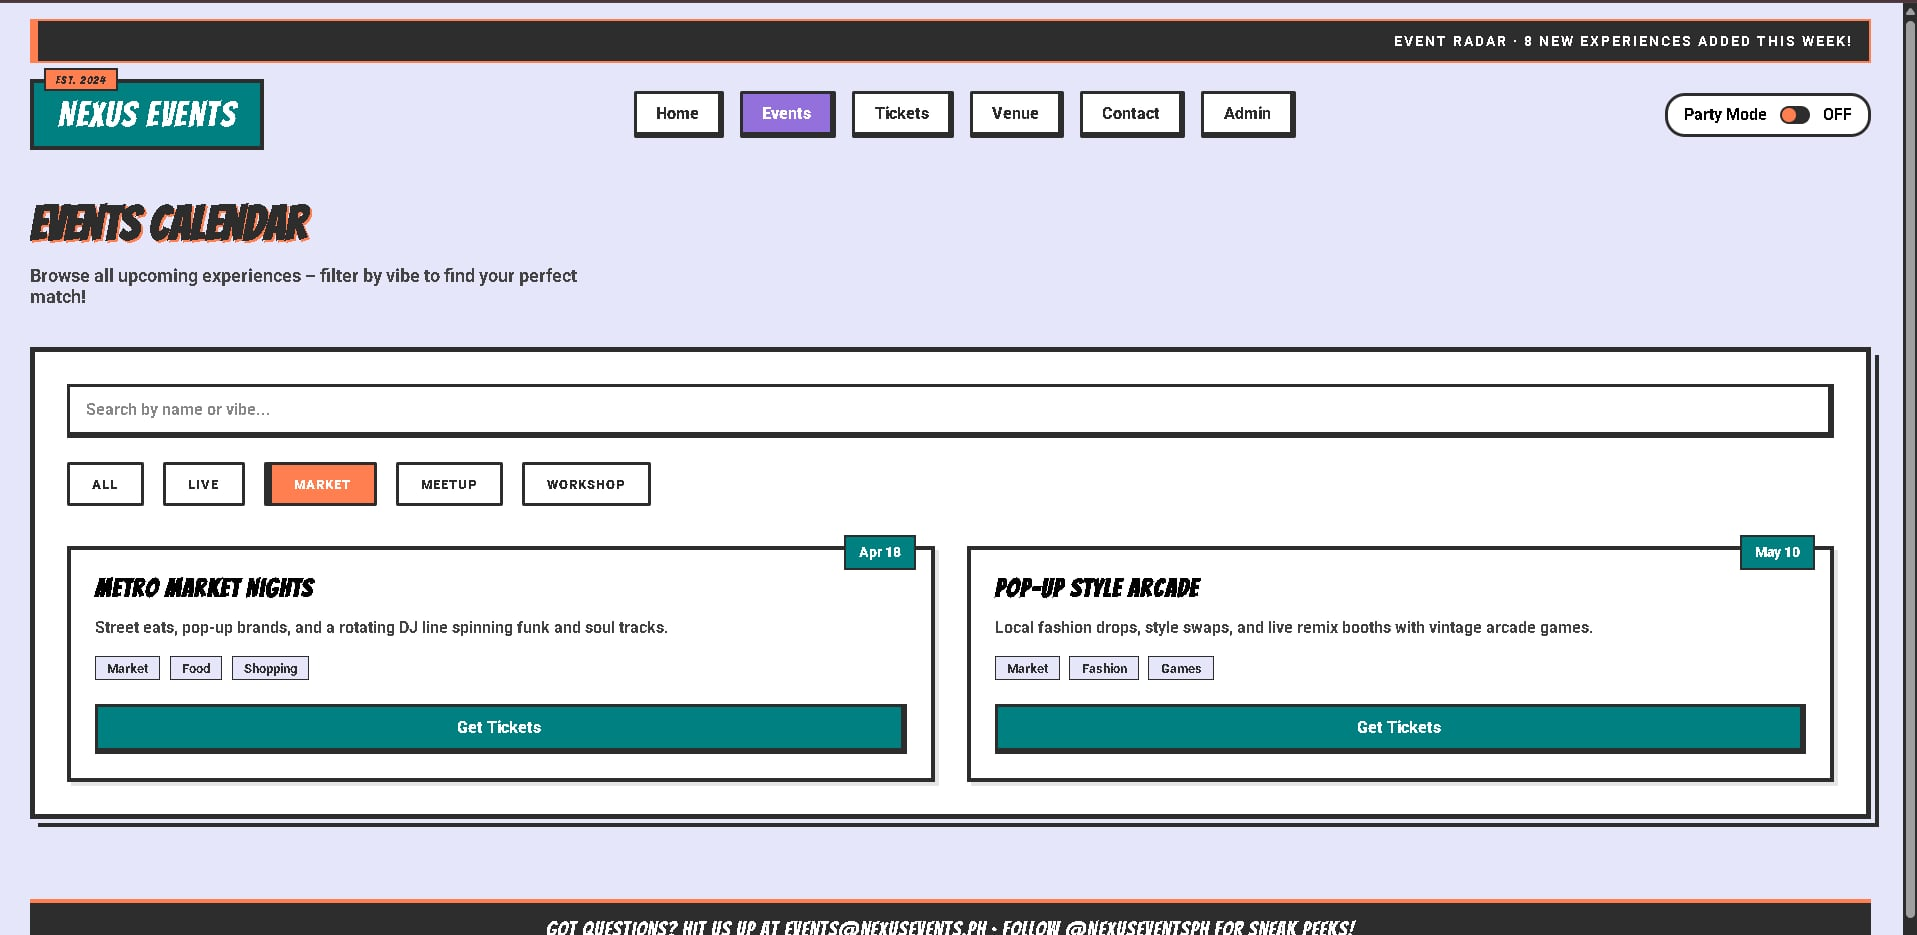 EVENT RADAR · 8 NEW EXPERIENCES ADDED THIS WEEK!
EST. 2024
NEXUS EVENTS
Home
Events
Tickets
Venue
Contact
Admin
Party Mode
OFF
EVENTS CALENDAR
Browse all upcoming experiences – filter by vibe to find your perfect
match!
Search by name or vibe...
ALL
LIVE
MARKET
MEETUP
WORKSHOP
Apr 18
METRO MARKET NIGHTS
Street eats, pop-up brands, and a rotating DJ line spinning funk and soul tracks.
Market
Food
Shopping
Get Tickets
May 10
POP-UP STYLE ARCADE
Local fashion drops, style swaps, and live remix booths with vintage arcade games.
Market
Fashion
Games
Get Tickets
GOT QUESTIONS? HIT US UP AT EVENTS@NEXUSEVENTS.PH · FOLLOW @NEXUSEVENTSPH FOR SNEAK PEEKS!